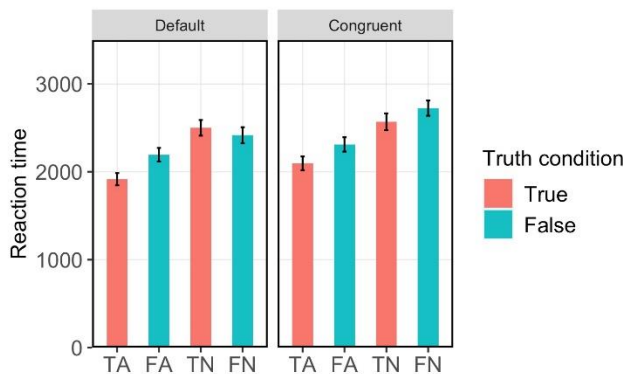 Default Congruent
3000
2000
1000
0
Reaction time
TA FA TN FN TA FA TN FN
Truth condition
True
False